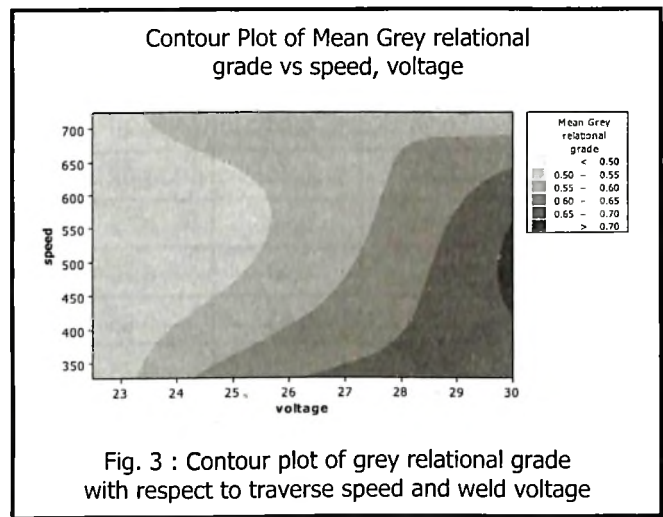 Contour Plot of Mean Grey relational
grade vs speed, voltage
700
650
600
550
500
450
400
350
speed
23 24 25 26 27 28 29 30
voltage
Mean Grey
relational
grade
< 0.50
0.50 – 0.55
0.55 – 0.60
0.60 – 0.65
0.65 – 0.70
> 0.70
Fig. 3 : Contour plot of grey relational grade
with respect to traverse speed and weld voltage